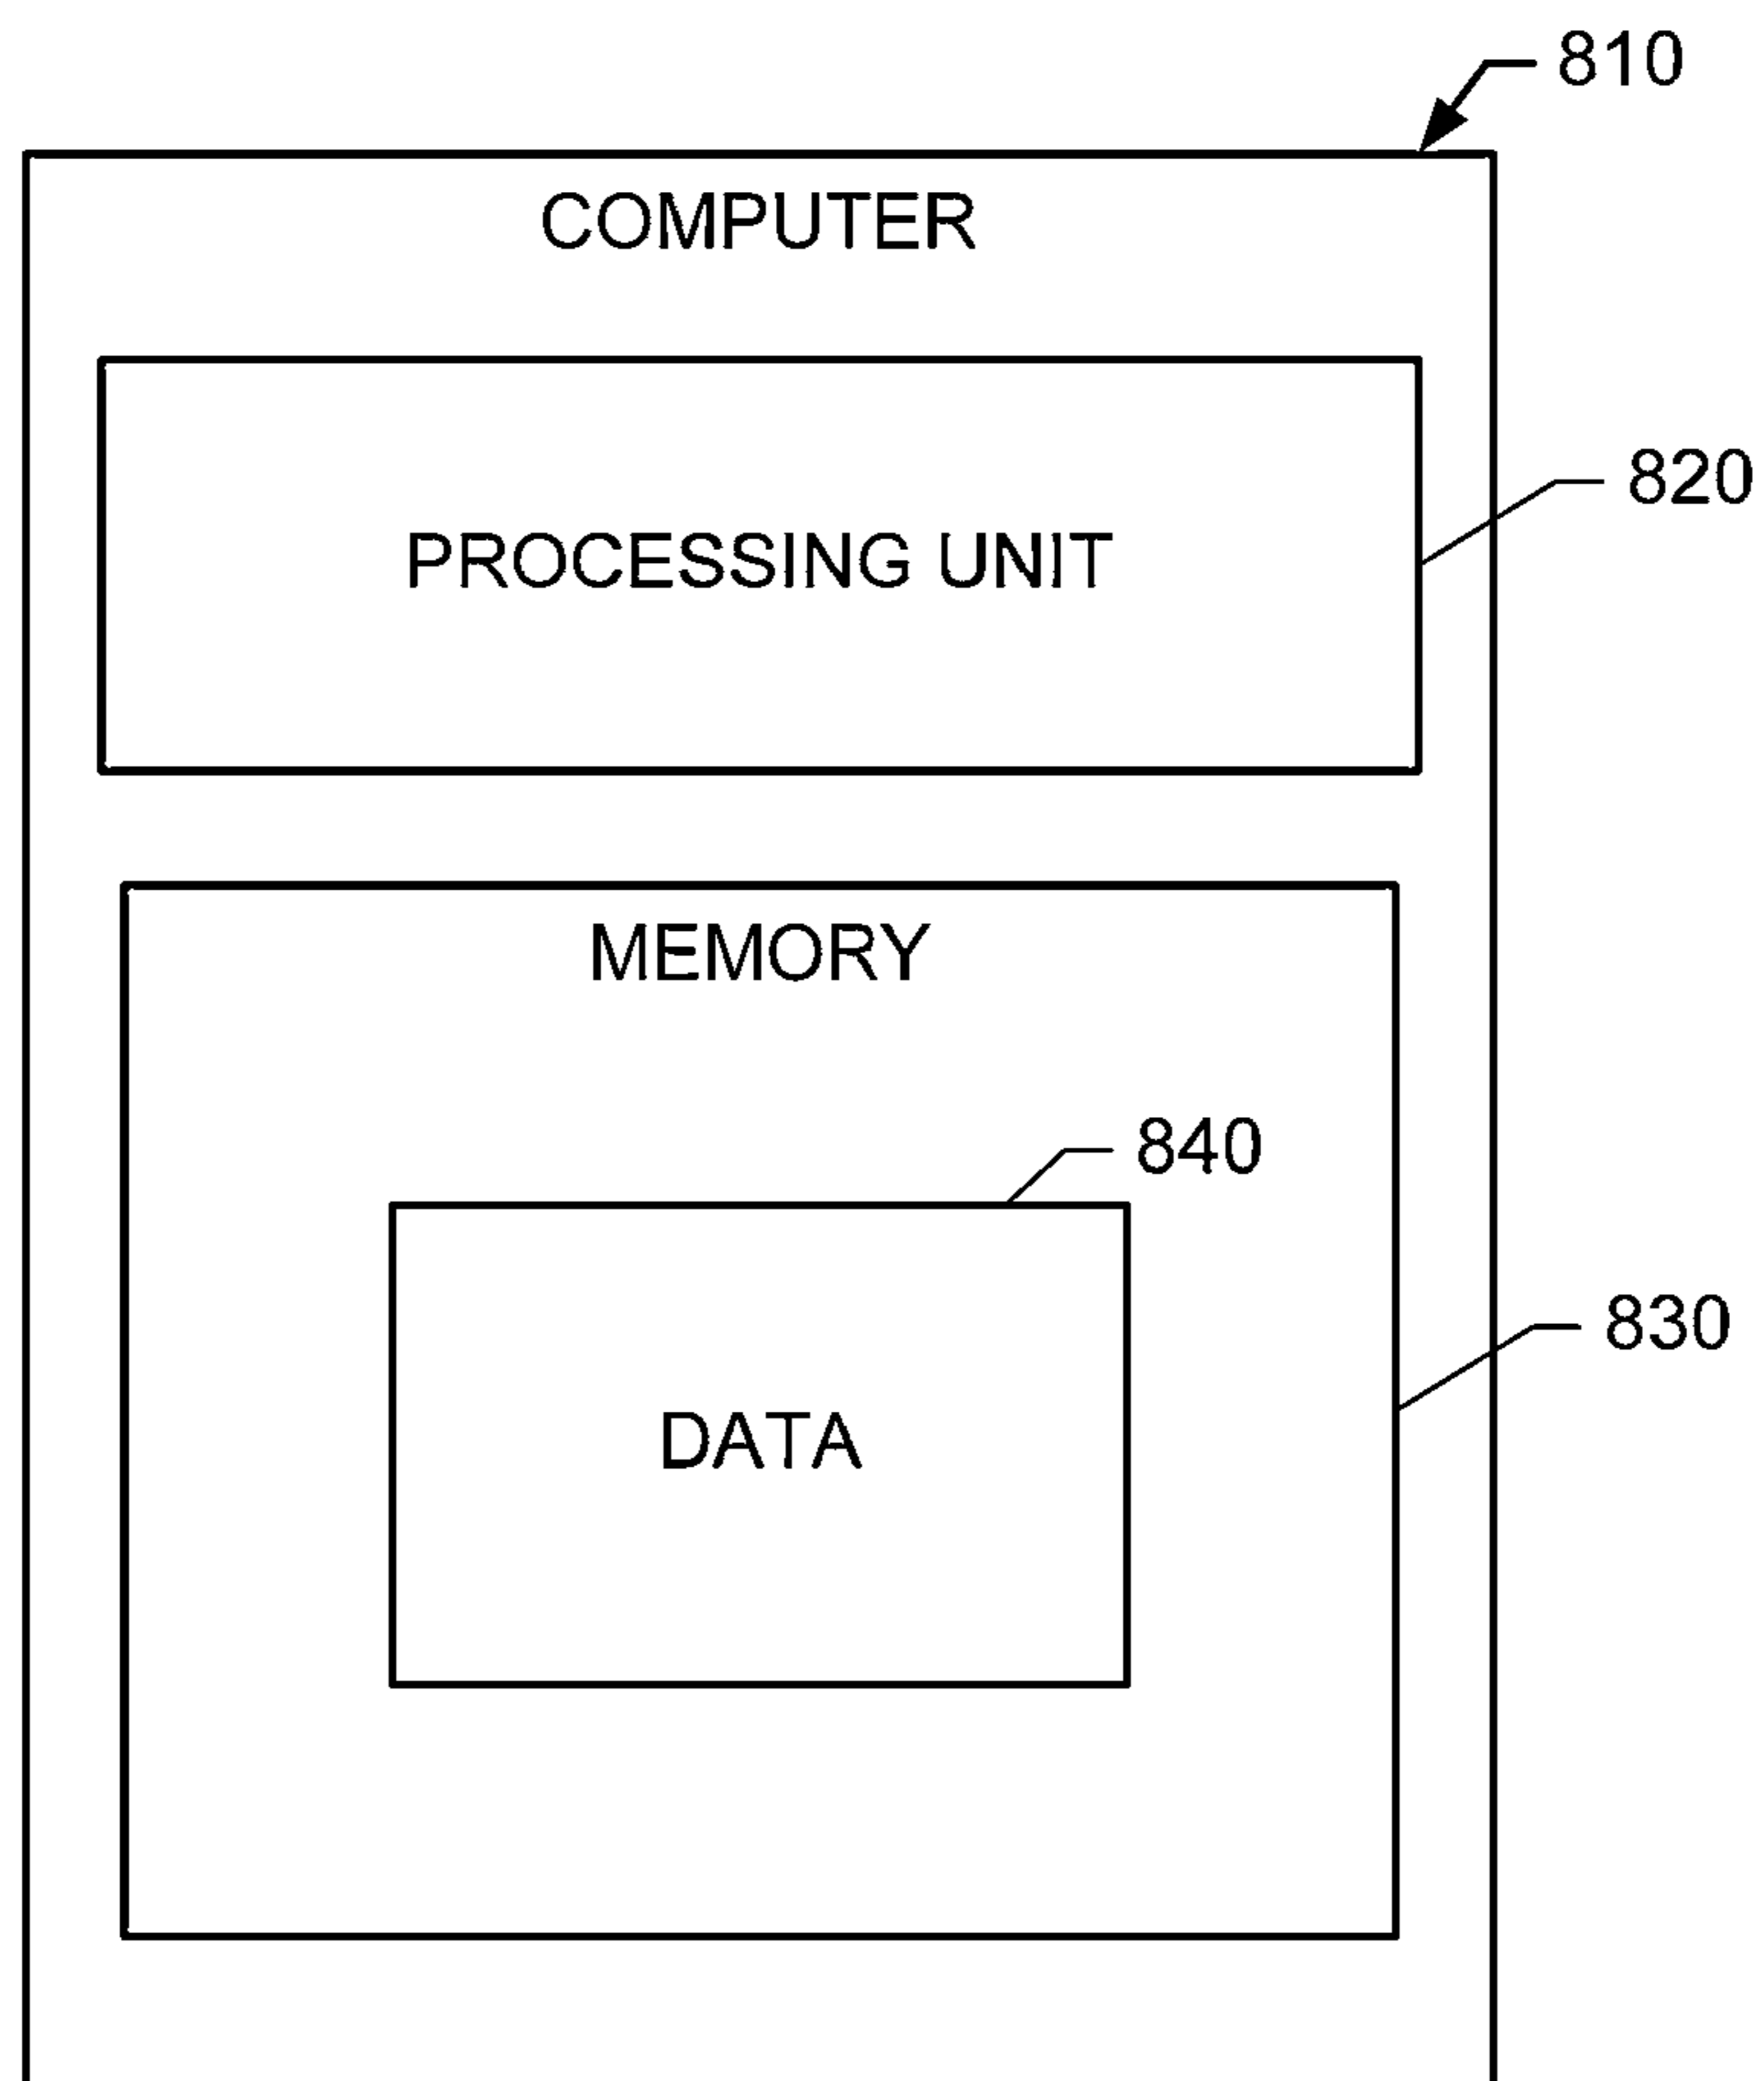 810
COMPUTER
820
PROCESSING UNIT
MEMORY
840
830
DATA